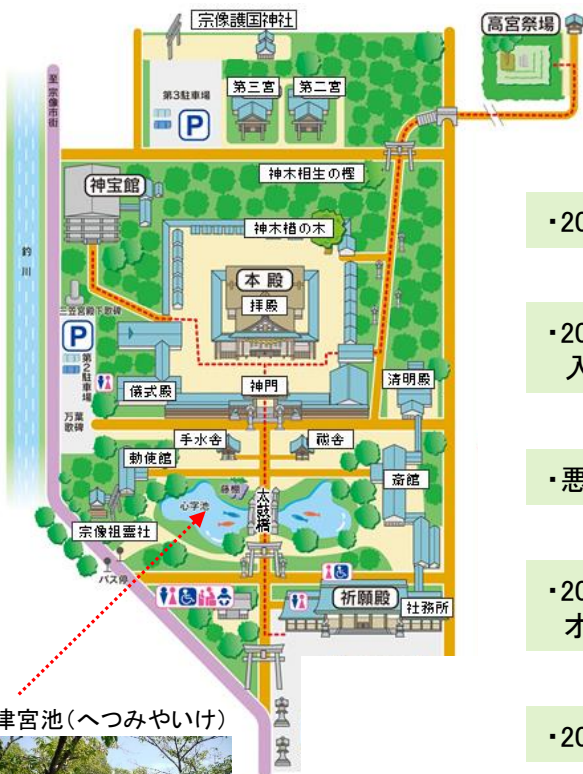 宗像護国神社
高宮祭場
至 宗像市街
第3駐車場
P
第三宮
第二宮
神木相生の樫
神宝館
神木楢の木
本殿
拝殿
釣川
三笠宮殿下歌碑
P
第2駐車場
儀式殿
神門
清明殿
万葉歌碑
手水舎
祓舎
勅使館
斎館
藤棚
心字池
太鼓橋
宗像祖霊社
バス停
祈願殿
社務所
津宮池(へつみやいけ)
・20
・20
入
・悪
・20
オ
・20